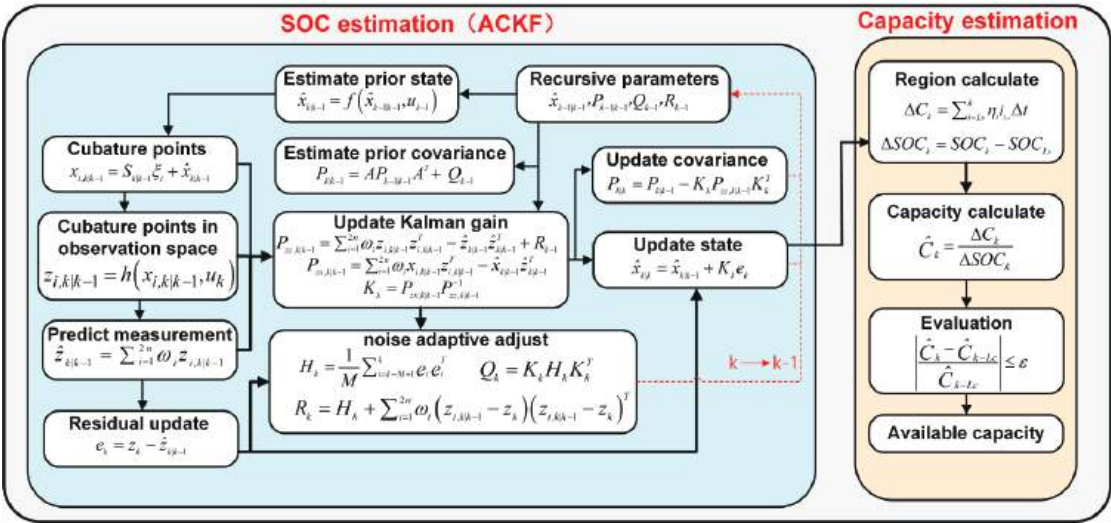 SOC estimation（ACKF）
Capacity estimation
Estimate prior state
x̂_{k|k-1} = f(x̂_{k-1|k-1}, u_{k-1})
Recursive parameters
x̂_{k-1|k-1}, P_{k-1|k-1}, Q_{k-1}, R_{k-1}
Cubature points
x_{i,k|k-1} = S_{k|k-1} ξ_i + x̂_{k|k-1}
Estimate prior covariance
P_{k|k-1} = A P_{k-1|k-1} A^T + Q_{k-1}
Update covariance
P_{k|k} = P_{k|k-1} − K_k P_{zz,k|k-1} K_k^T
Cubature points in
observation space
z_{i,k|k-1} = h(x_{i,k|k-1}, u_k)
Update Kalman gain
P_{zz,k|k-1} = ∑_{i=1}^{2n} ω_i z_{i,k|k-1} z_{i,k|k-1}^T − ẑ_{k|k-1} ẑ_{k|k-1}^T + R_{k-1}
P_{xz,k|k-1} = ∑_{i=1}^{2n} ω_i x_{i,k|k-1} z_{i,k|k-1}^T − x̂_{k|k-1} ẑ_{k|k-1}^T
K_k = P_{xz,k|k-1} P_{zz,k|k-1}^{-1}
Update state
x̂_{k|k} = x̂_{k|k-1} + K_k e_k
Predict measurement
ẑ_{k|k-1} = ∑_{i=1}^{2n} ω_i z_{i,k|k-1}
noise adaptive adjust
H_k = 1/M ∑_{i=k-M+1}^{k} e_i e_i^T Q_k = K_k H_k K_k^T
R_k = H_k + ∑_{i=1}^{2n} ω_i (z_{i,k|k-1} − z_k)(z_{i,k|k-1} − z_k)^T
k→k-1
Residual update
e_k = z_k − ẑ_{k|k-1}
Region calculate
ΔC_k = ∑ η_i i_i Δt
ΔSOC_k = SOC_k − SOC
Capacity calculate
Ĉ_k = ΔC_k / ΔSOC_k
Evaluation
|(Ĉ_k − Ĉ_{k-Lc}) / Ĉ_{k-Lc}| ≤ ε
Available capacity